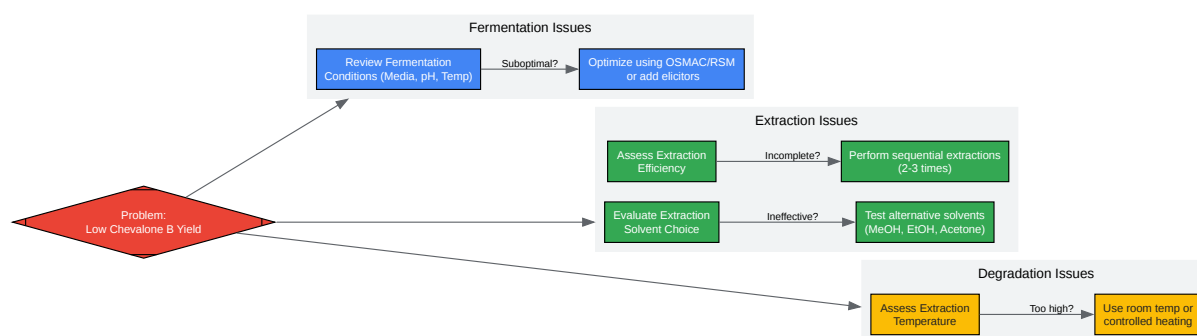 Fermentation Issues
Review Fermentation
Conditions (Media, pH, Temp)
Suboptimal?
Optimize using OSMAC/RSM
or add elicitors
Extraction Issues
Assess Extraction
Efficiency
Incomplete?
Perform sequential extractions
(2-3 times)
Problem:
Low Chevalone B Yield
Evaluate Extraction
Solvent Choice
Ineffective?
Test alternative solvents
(MeOH, EtOH, Acetone)
Degradation Issues
Assess Extraction
Temperature
Too high?
Use room temp or
controlled heating